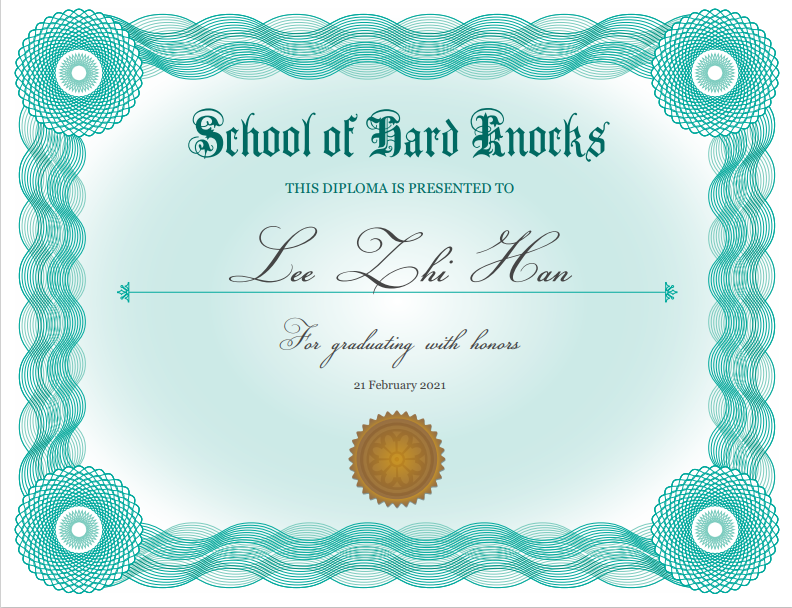 School of Hard Knocks
THIS DIPLOMA IS PRESENTED TO
Lee Zhi Han
For graduating with honors
21 February 2021